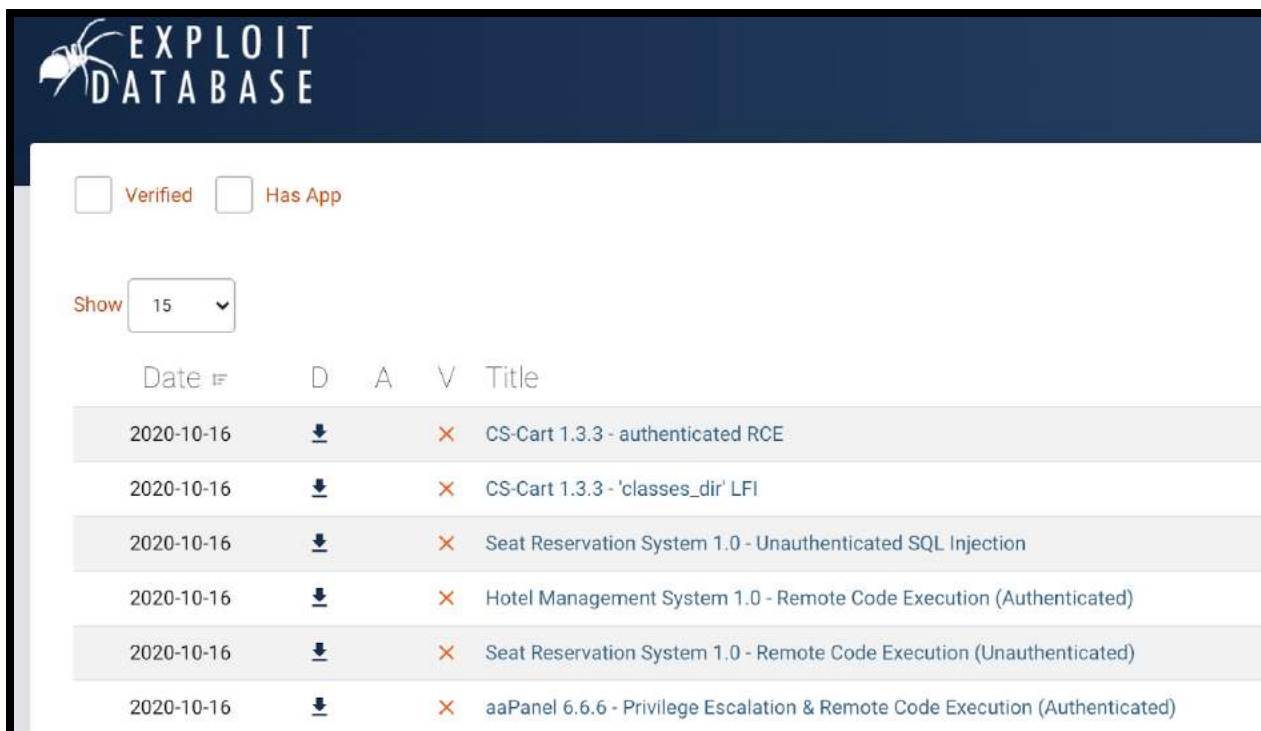 EXPLOIT
DATABASE
Verified Has App
Show 15
Date D A V Title
2020-10-16 CS-Cart 1.3.3 - authenticated RCE
2020-10-16 CS-Cart 1.3.3 - 'classes_dir' LFI
2020-10-16 Seat Reservation System 1.0 - Unauthenticated SQL Injection
2020-10-16 Hotel Management System 1.0 - Remote Code Execution (Authenticated)
2020-10-16 Seat Reservation System 1.0 - Remote Code Execution (Unauthenticated)
2020-10-16 aaPanel 6.6.6 - Privilege Escalation & Remote Code Execution (Authenticated)